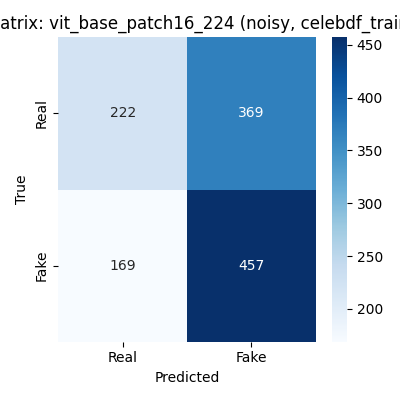 atrix: vit_base_patch16_224 (noisy, celebdf_trai
Real
222
369
450
400
350
300
250
200
True
Fake
169
457
Real
Fake
Predicted